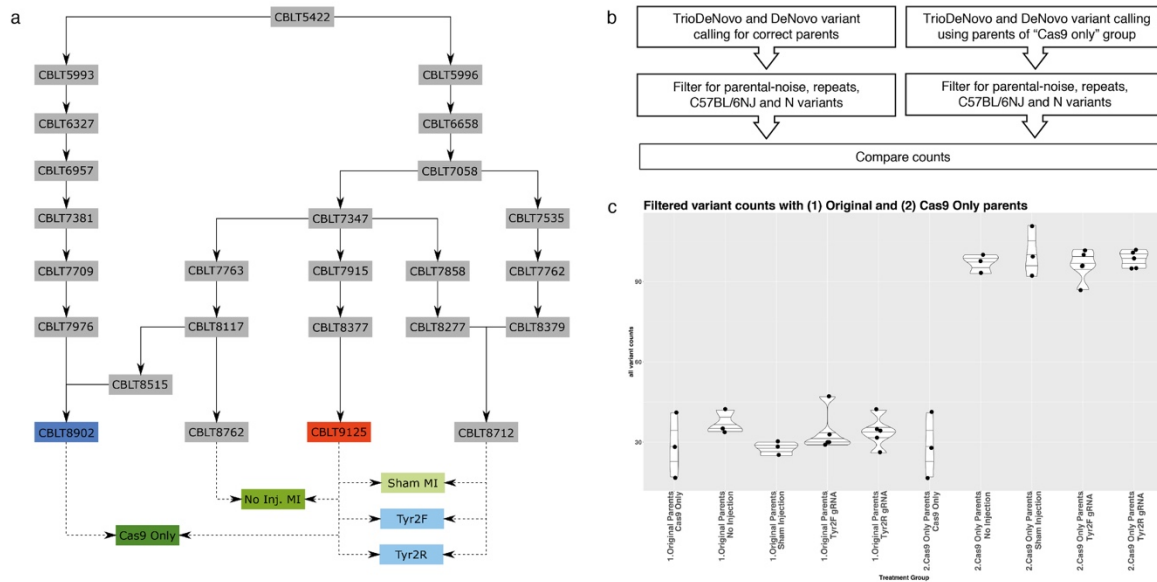 a
CBLT5422
CBLT5993
CBLT5996
CBLT6327
CBLT6658
CBLT6957
CBLT7058
CBLT7381
CBLT7347
CBLT7535
CBLT7709
CBLT7763
CBLT7915
CBLT7858
CBLT7762
CBLT7976
CBLT8117
CBLT8377
CBLT8277
CBLT8379
CBLT8515
CBLT8902
CBLT8762
CBLT9125
CBLT8712
Sham MI
No Inj. MI
Tyr2F
Cas9 Only
Tyr2R
b
TrioDeNovo and DeNovo variant
calling for correct parents
TrioDeNovo and DeNovo variant calling
using parents of “Cas9 only” group
Filter for parental-noise, repeats,
C57BL/6NJ and N variants
Filter for parental-noise, repeats,
C57BL/6NJ and N variants
Compare counts
c
Filtered variant counts with (1) Original and (2) Cas9 Only parents
all variant counts
90
60
30
1.Original Parents
Cas9 Only
1.Original Parents
No Injection
1.Original Parents
Sham Injection
1.Original Parents
Tyr2F gRNA
1.Original Parents
Tyr2R gRNA
2.Cas9 Only Parents
Cas9 Only
2.Cas9 Only Parents
No Injection
2.Cas9 Only Parents
Sham Injection
2.Cas9 Only Parents
Tyr2F gRNA
2.Cas9 Only Parents
Tyr2R gRNA
Treatment Group